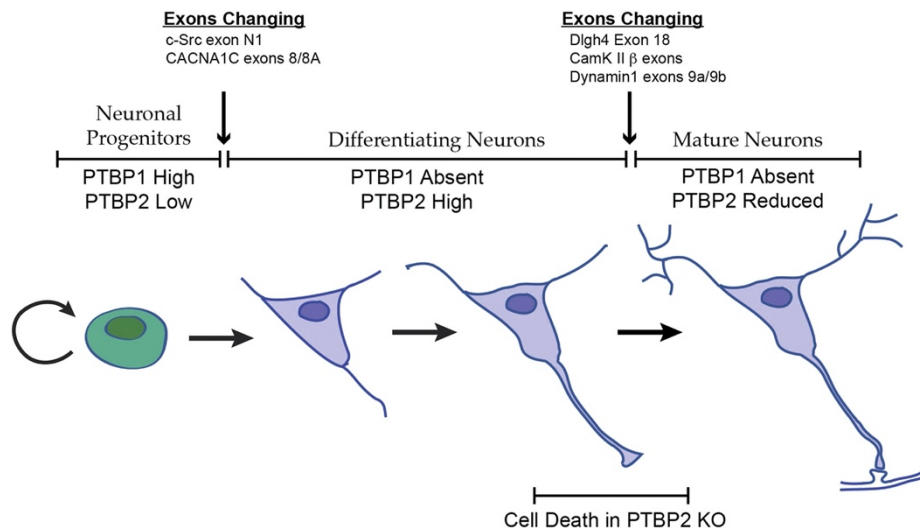 Exons Changing
c-Src exon N1
CACNA1C exons 8/8A
Exons Changing
Dlgh4 Exon 18
CamK II β exons
Dynamin1 exons 9a/9b
Neuronal
Progenitors
Differentiating Neurons
Mature Neurons
PTBP1 High
PTBP2 Low
PTBP1 Absent
PTBP2 High
PTBP1 Absent
PTBP2 Reduced
Cell Death in PTBP2 KO